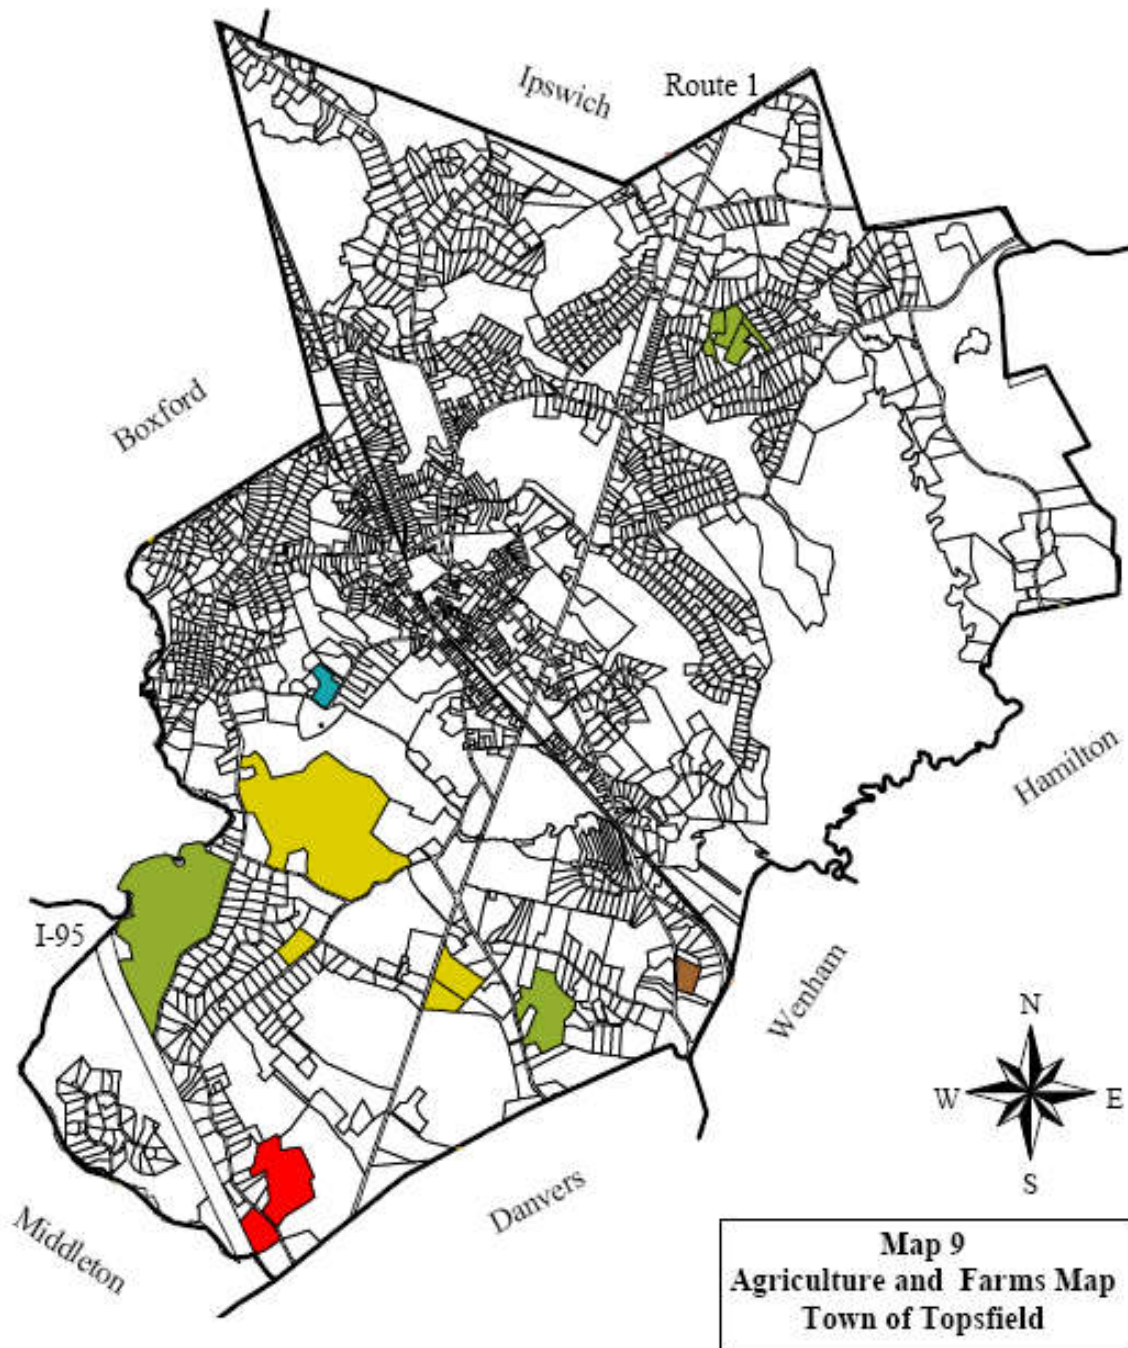 Ipswich
Route 1
Boxford
Hamilton
I-95
Wenham
N
W
E
S
Danvers
Middleton
Map 9
Agriculture and Farms Map
Town of Topsfield